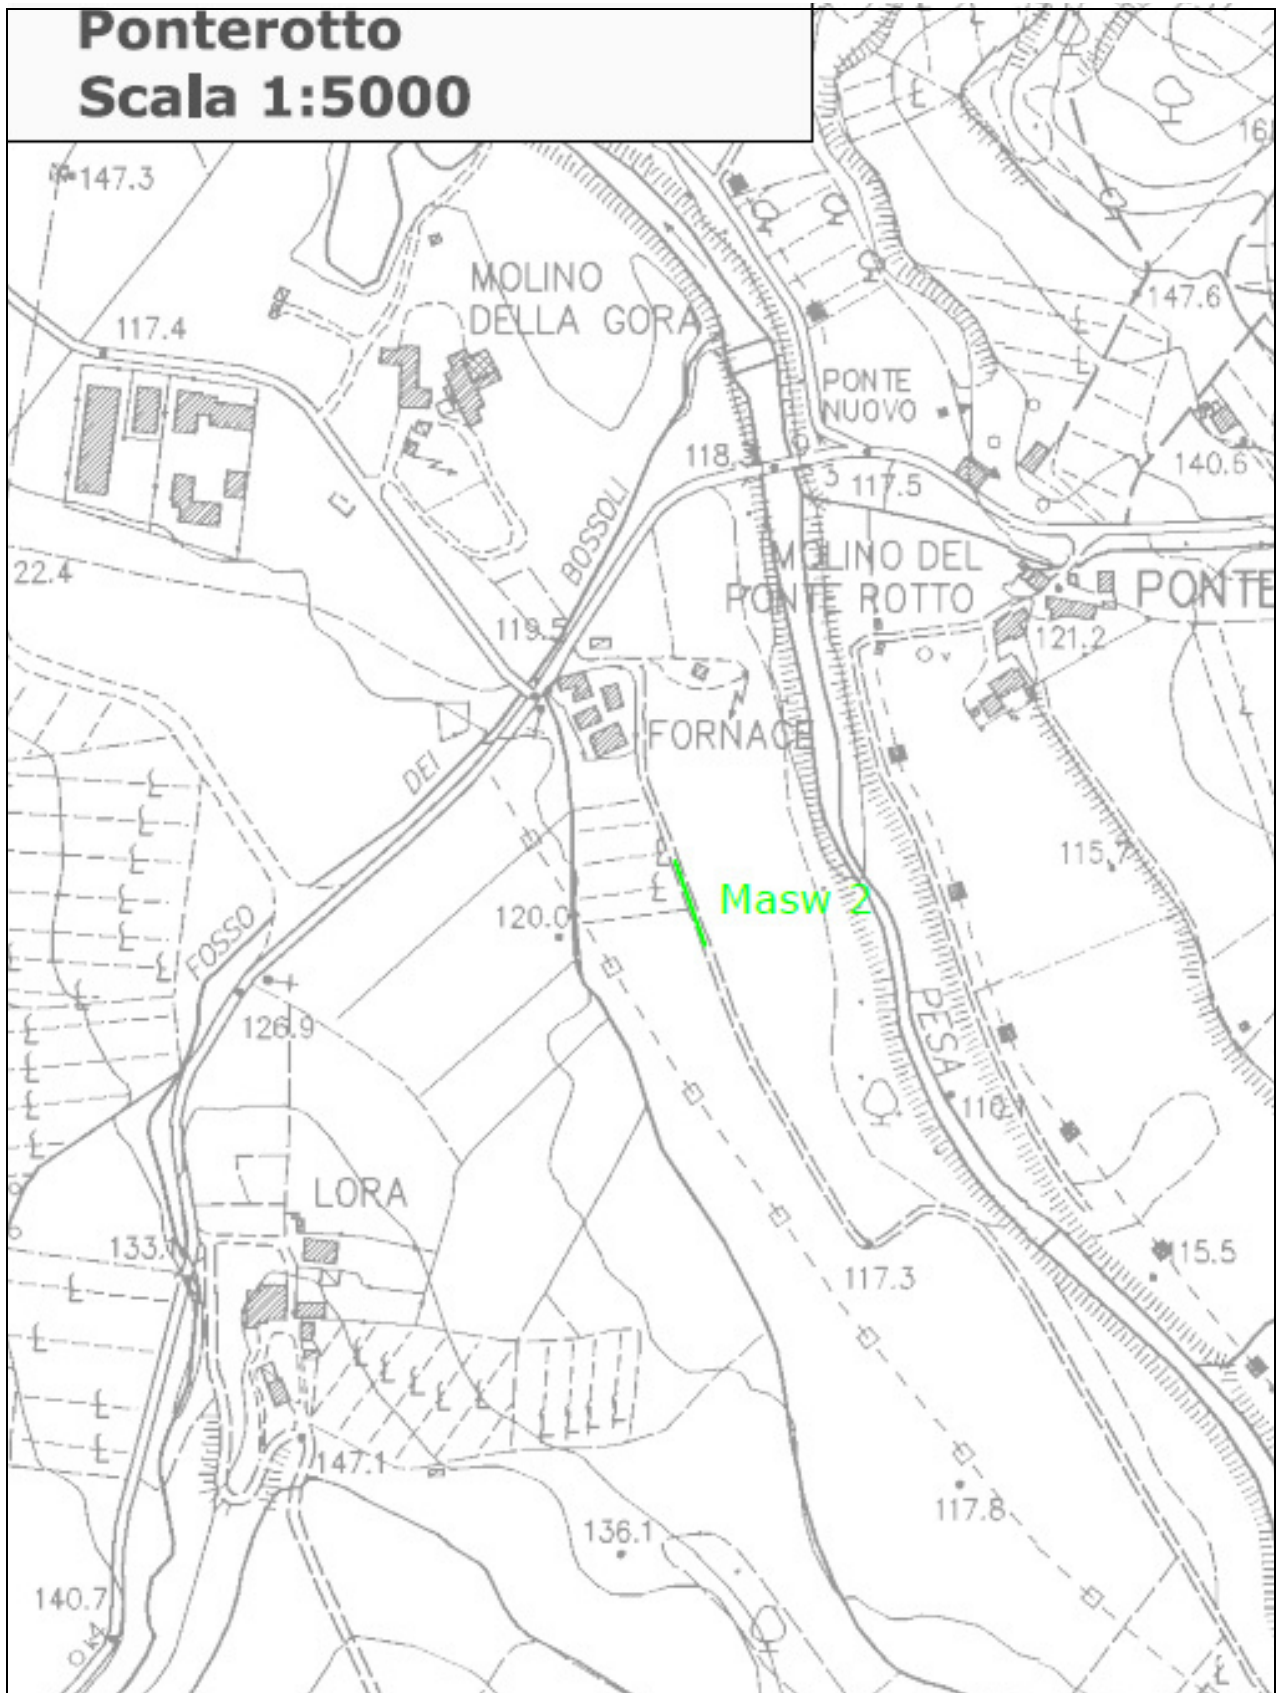 Ponterotto
Scala 1:5000
147.3
MOLINO
DELLA GORA
147.6
117.4
PONTE
NUOVO
118.
3
117.5
140.6
BOSSOLI
22.4
MOLINO DEL
PONTE ROTTO
PONTE
119.5
121.2
v
FORNACE
DEI
115.7
Masw 2
120.0
FOSSO
126.9
PESA
LORA
133.1
117.3
15.5
147.1
117.8
136.1
140.7